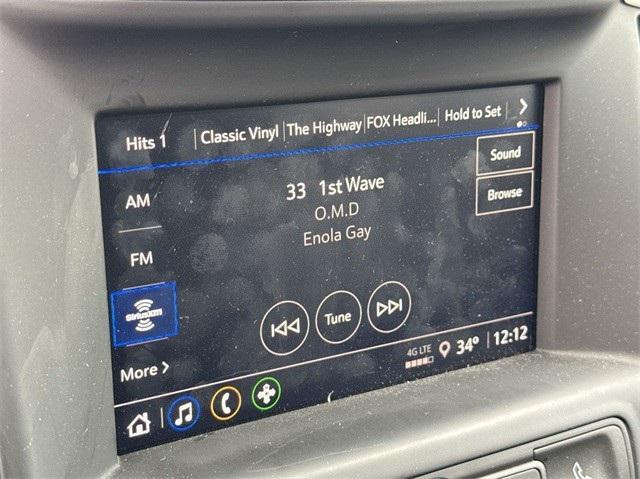 Hits 1 Classic Vinyl The Highway FOX Headli... Hold to Set
Sound
AM
33 1st Wave
Browse
O.M.D
Enola Gay
FM
SiriusXM
Tune
More
4G LTE 34° 12:12